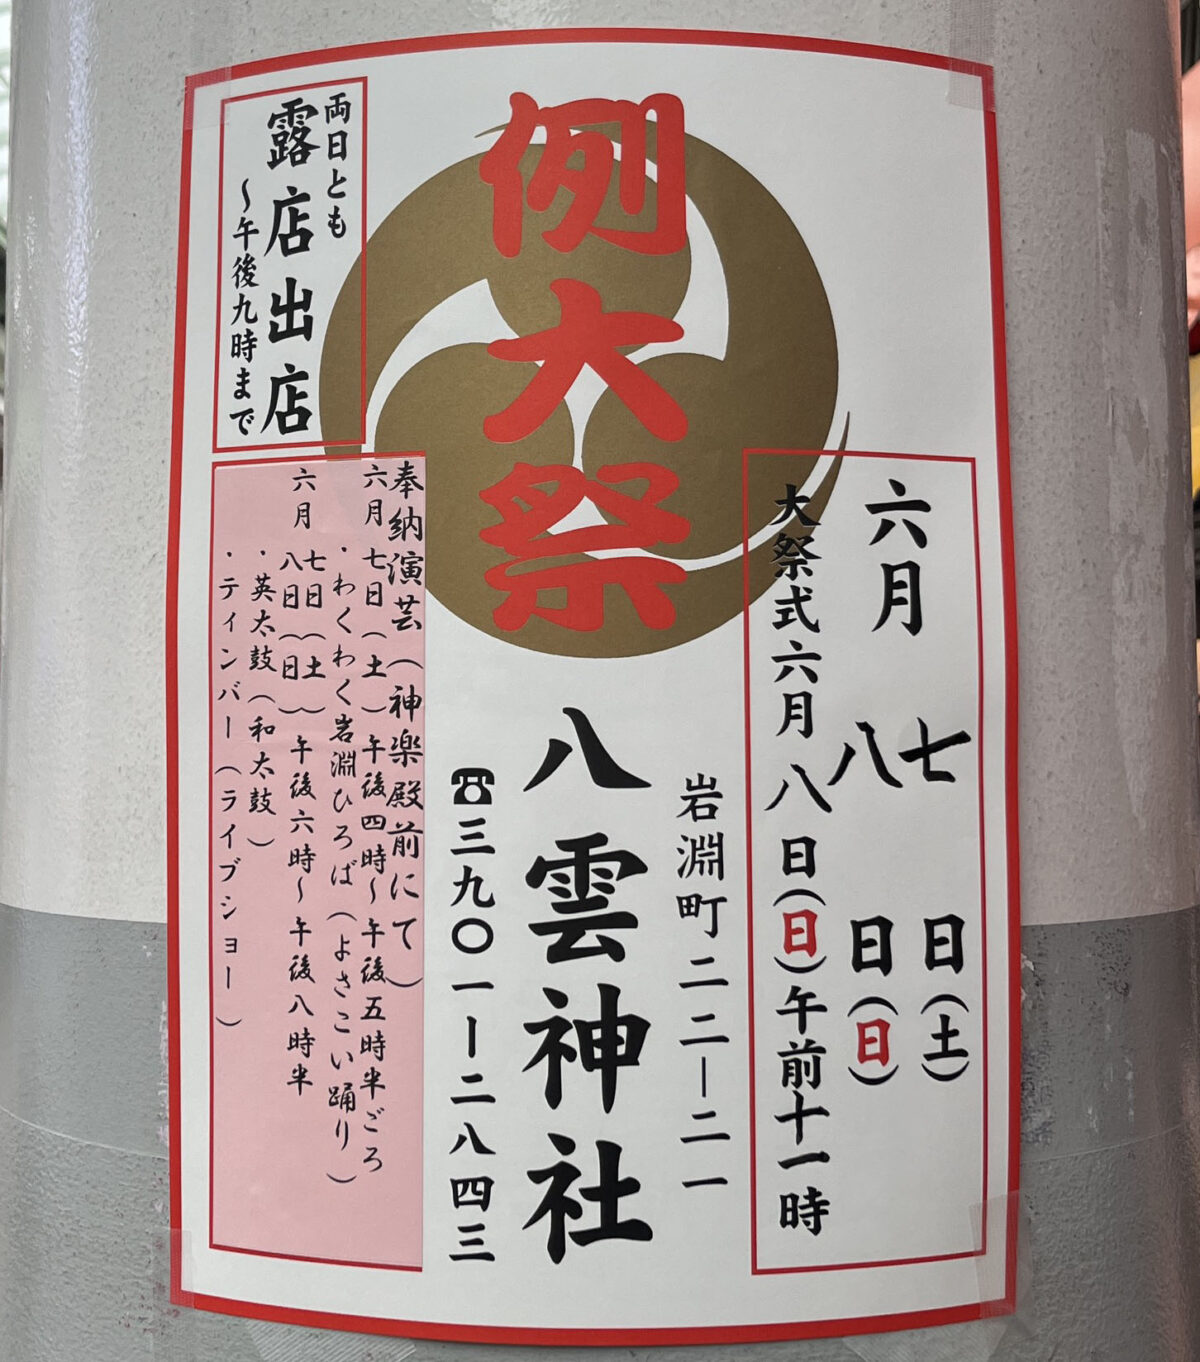 例大祭
六月 七日(土)
八日(日)
大祭式六月八日(日)午前十一時
岩淵町二二ー二一
八雲神社
☎三九〇一ー二八四三
両日とも
露店出店
〜午後九時まで
奉納演芸(神楽殿前にて)
六月 七日(土)午後四時〜午後五時半ごろ
・わくわく岩淵ひろば(よさこい踊り)
六月 七日(土)
八日(日) 午後六時〜午後八時半
・英太鼓(和太鼓)
・ティンバー(ライブショー)